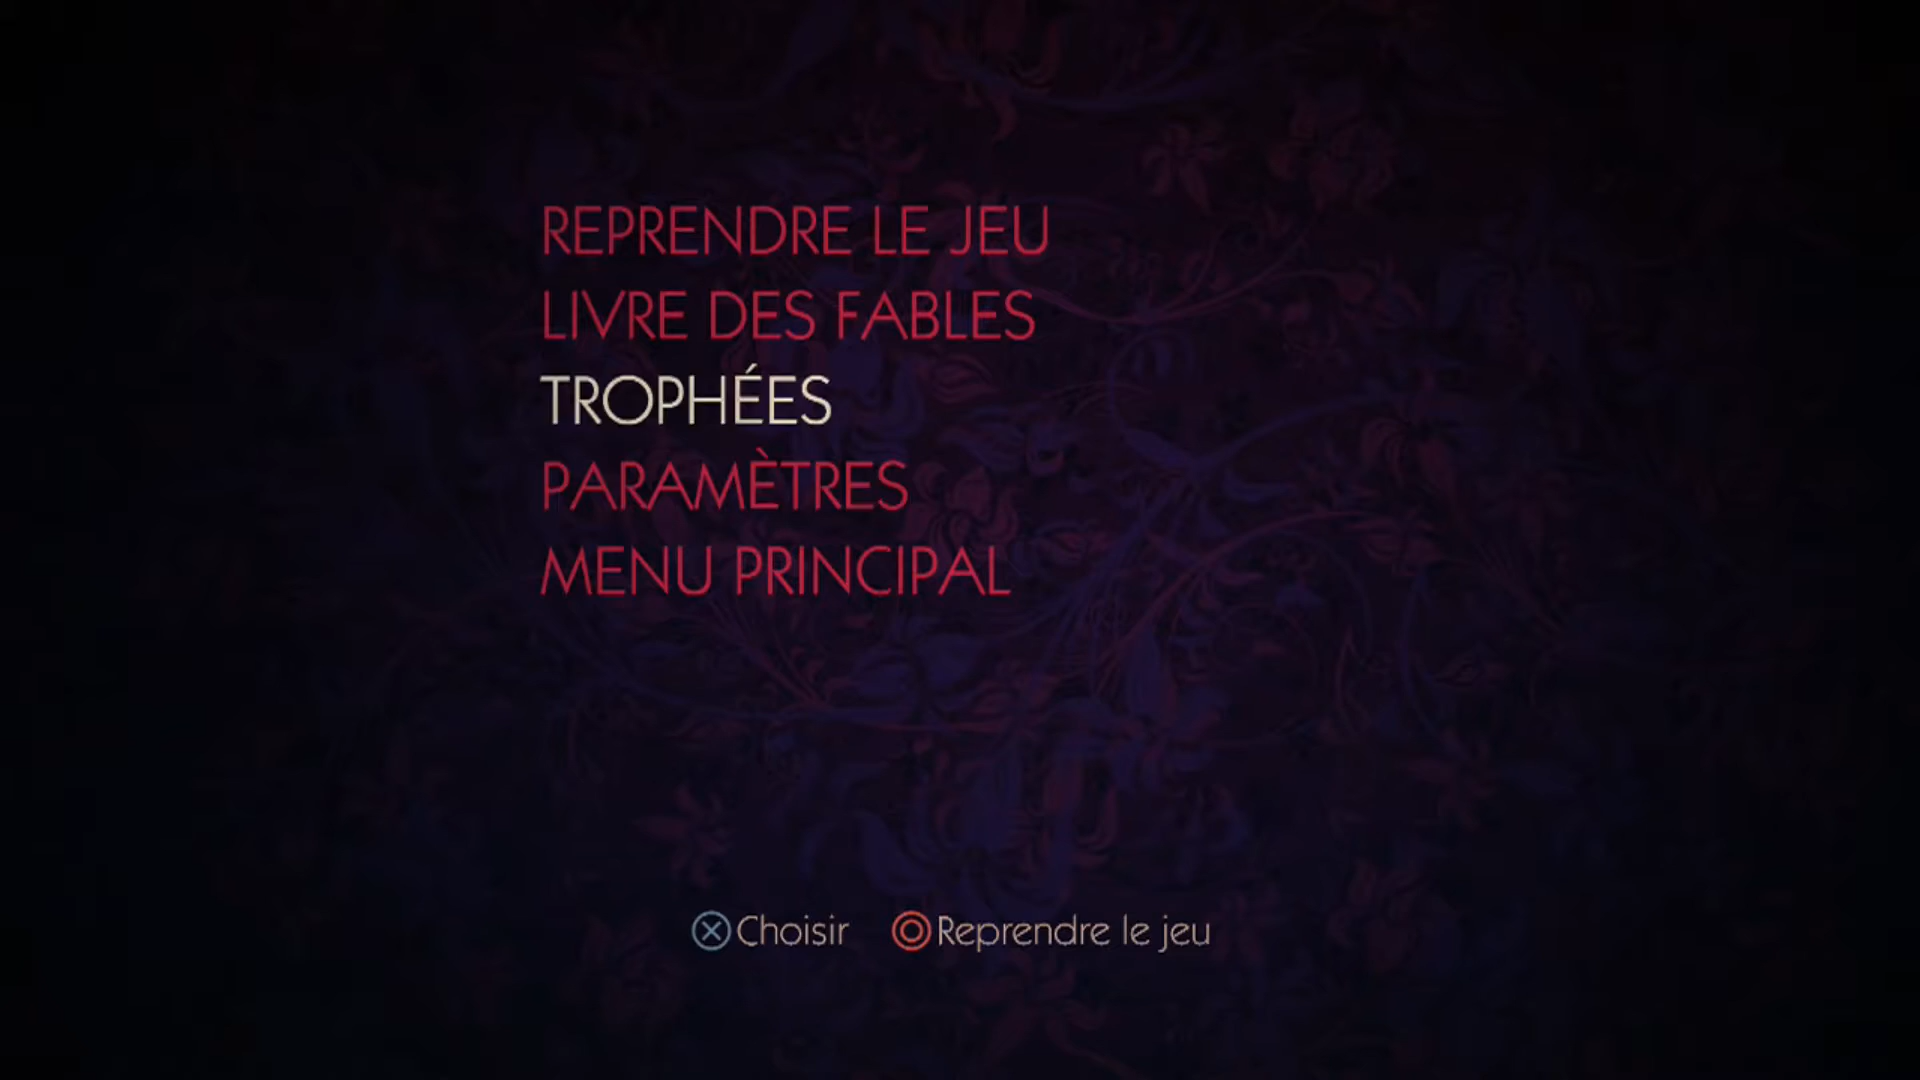 REPRENDRE LE JEU
LIVRE DES FABLES
TROPHÉES
PARAMÈTRES
MENU PRINCIPAL
Choisir Reprendre le jeu